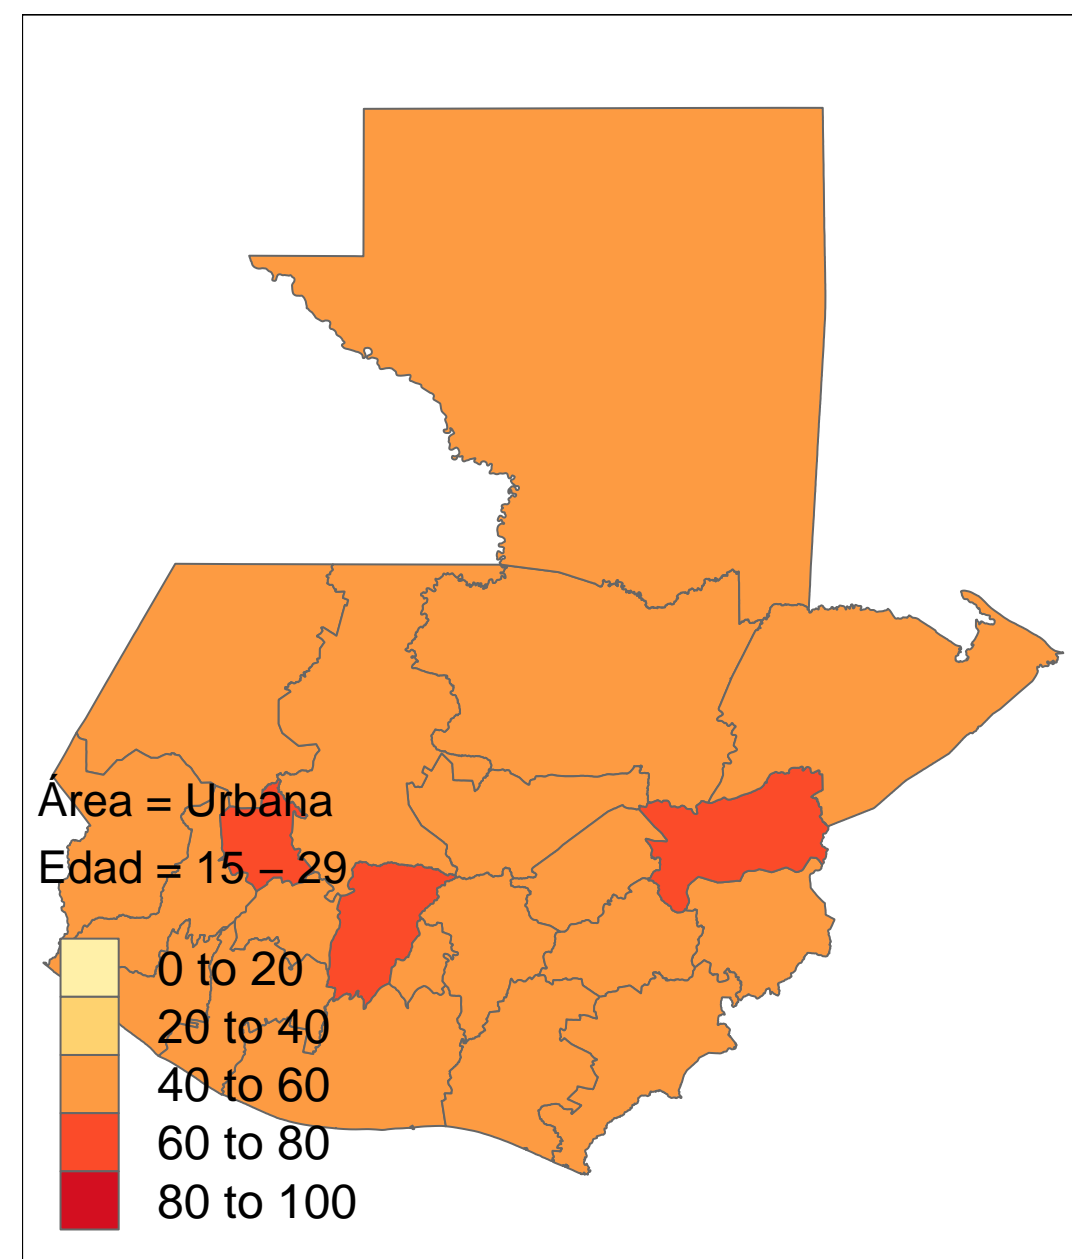 Área = Urbana
Edad = 15 – 29
0 to 20
20 to 40
40 to 60
60 to 80
80 to 100